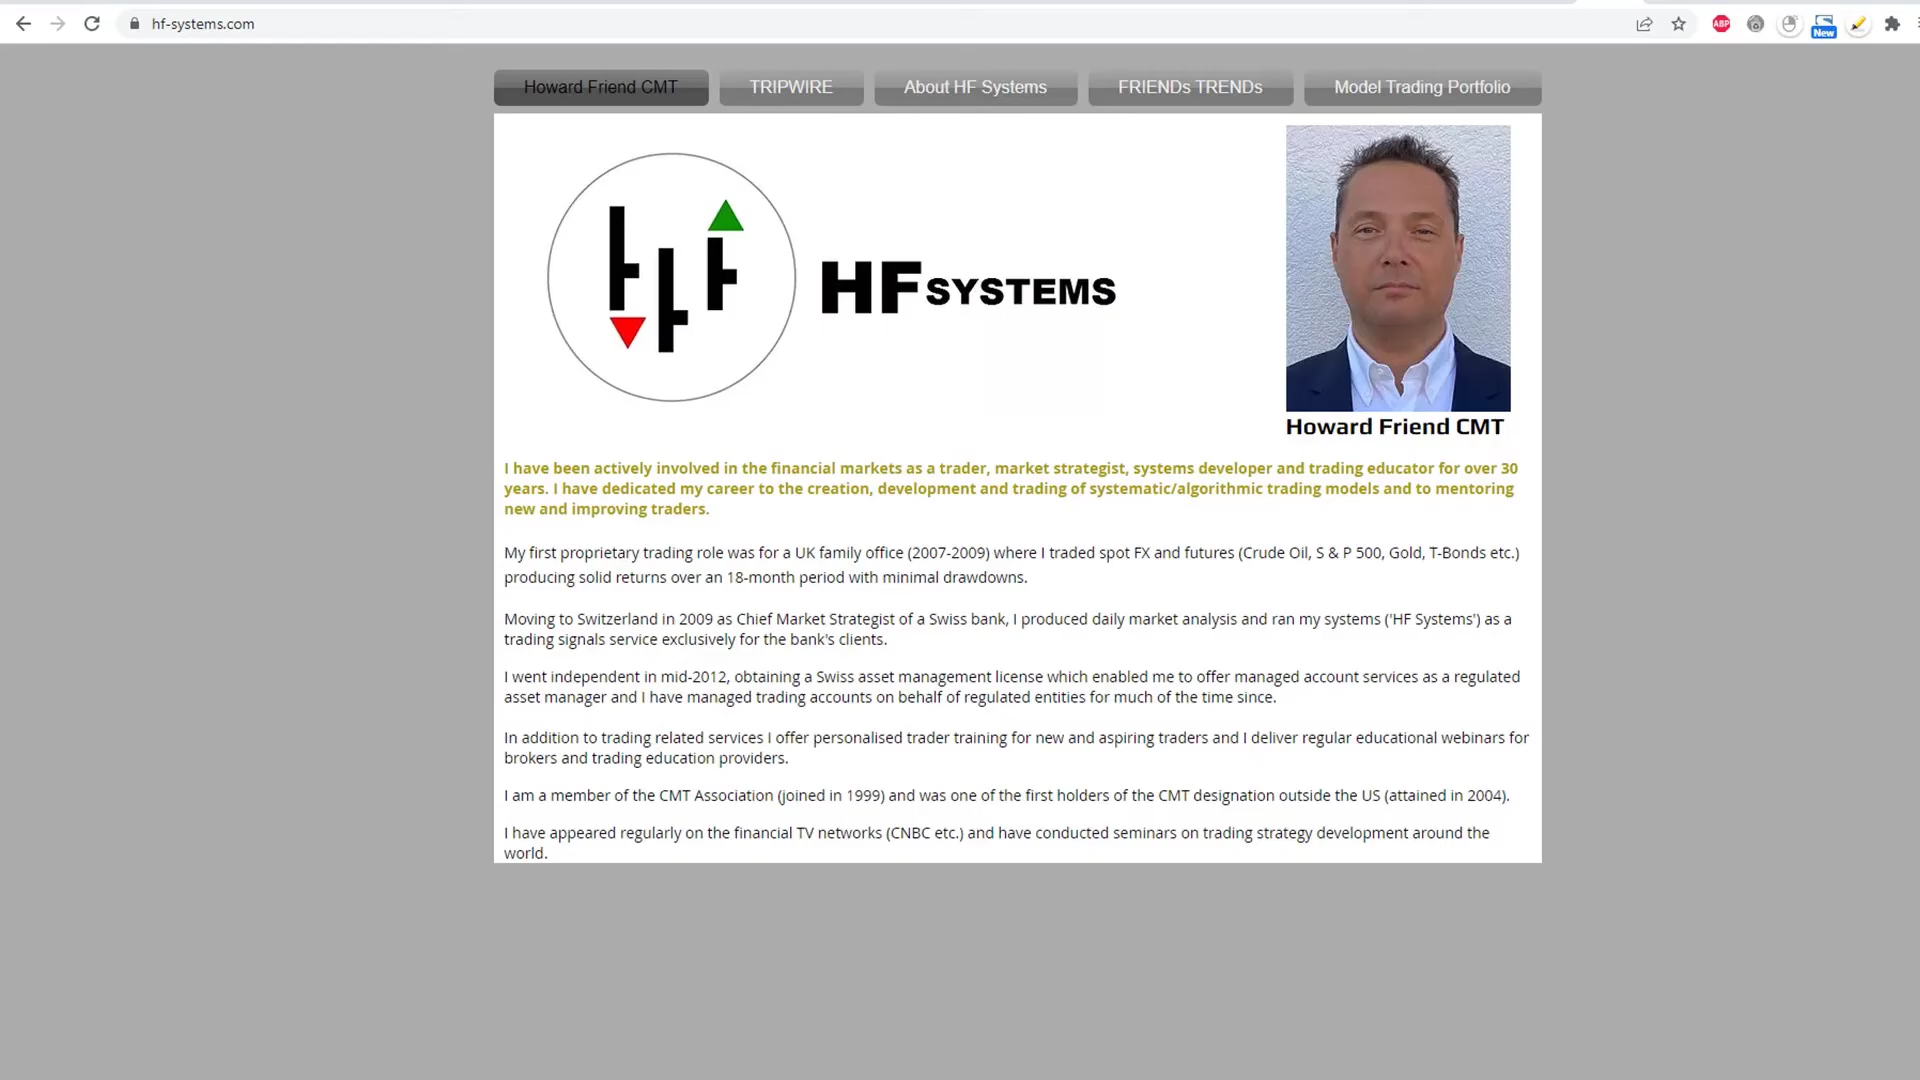 hf-systems.com
ABP
New
Howard Friend CMT
TRIPWIRE
About HF Systems
FRIENDs TRENDs
Model Trading Portfolio
HF SYSTEMS
Howard Friend CMT
I have been actively involved in the financial markets as a trader, market strategist, systems developer and trading educator for over 30
years. I have dedicated my career to the creation, development and trading of systematic/algorithmic trading models and to mentoring
new and improving traders.
My first proprietary trading role was for a UK family office (2007-2009) where I traded spot FX and futures (Crude Oil, S & P 500, Gold, T-Bonds etc.)
producing solid returns over an 18-month period with minimal drawdowns.
Moving to Switzerland in 2009 as Chief Market Strategist of a Swiss bank, I produced daily market analysis and ran my systems ('HF Systems') as a
trading signals service exclusively for the bank's clients.
I went independent in mid-2012, obtaining a Swiss asset management license which enabled me to offer managed account services as a regulated
asset manager and I have managed trading accounts on behalf of regulated entities for much of the time since.
In addition to trading related services I offer personalised trader training for new and aspiring traders and I deliver regular educational webinars for
brokers and trading education providers.
I am a member of the CMT Association (joined in 1999) and was one of the first holders of the CMT designation outside the US (attained in 2004).
I have appeared regularly on the financial TV networks (CNBC etc.) and have conducted seminars on trading strategy development around the
world.